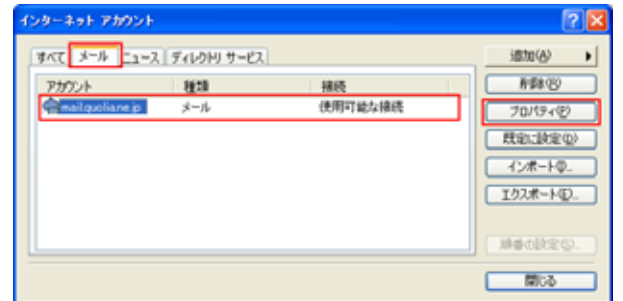 インターネット アカウント
すべて メール ニュース ディレクトリ サービス
追加(A)
アカウント 種類 接続
削除(R)
mail.quoliane.jp メール 使用可能な接続
プロパティ(P)
既定に設定(D)
インポート(I)...
エクスポート(E)...
順番の設定(S)...
閉じる